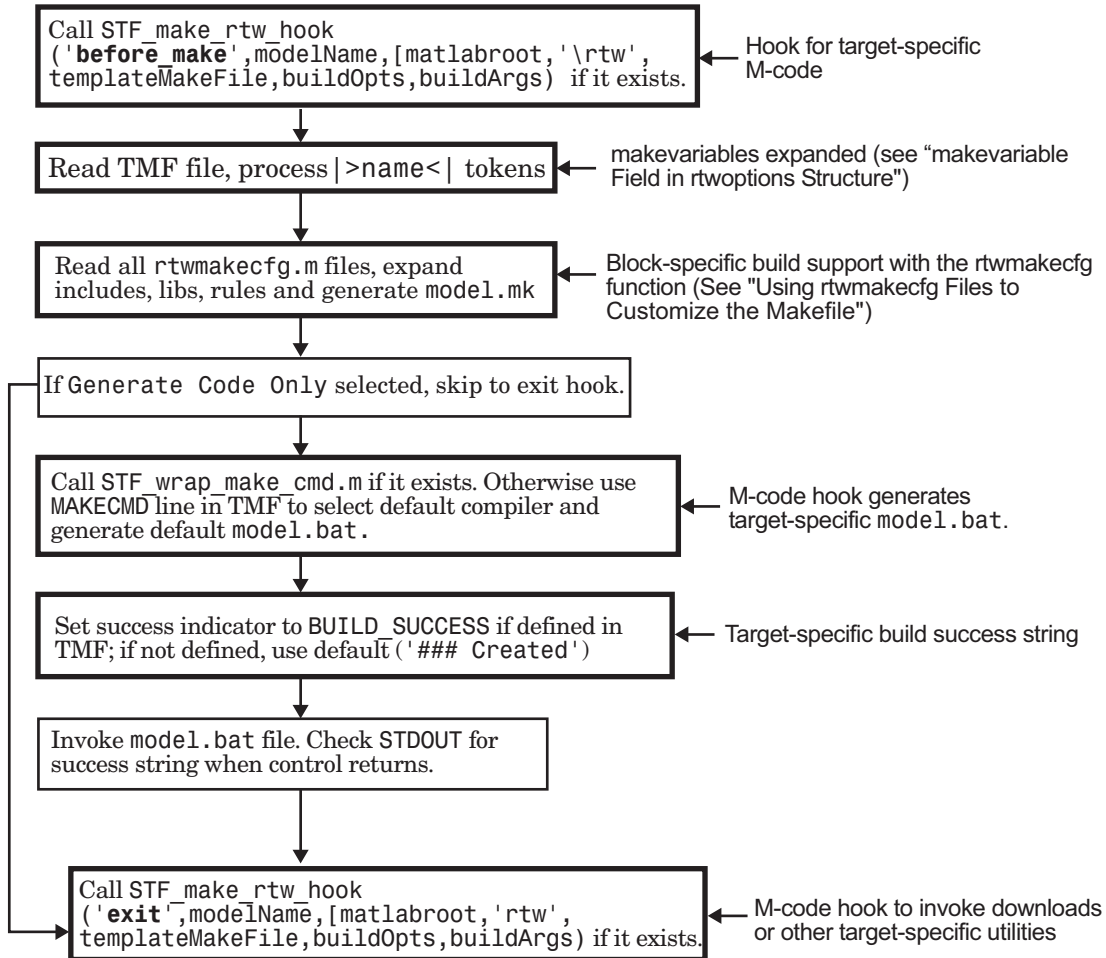 Call STF_make_rtw_hook
('before_make',modelName,[matlabroot,'\rtw',
templateMakeFile,buildOpts,buildArgs) if it exists.
Hook for target-specific
M-code
Read TMF file, process |>name<| tokens
makevariables expanded (see “makevariable
Field in rtwoptions Structure")
Read all rtwmakecfg.m files, expand
includes, libs, rules and generate model.mk
Block-specific build support with the rtwmakecfg
function (See "Using rtwmakecfg Files to
Customize the Makefile")
If Generate Code Only selected, skip to exit hook.
Call STF_wrap_make_cmd.m if it exists. Otherwise use
MAKECMD line in TMF to select default compiler and
generate default model.bat.
M-code hook generates
target-specific model.bat.
Set success indicator to BUILD_SUCCESS if defined in
TMF; if not defined, use default ('### Created')
Target-specific build success string
Invoke model.bat file. Check STDOUT for
success string when control returns.
Call STF_make_rtw_hook
('exit',modelName,[matlabroot,'rtw',
templateMakeFile,buildOpts,buildArgs) if it exists.
M-code hook to invoke downloads
or other target-specific utilities